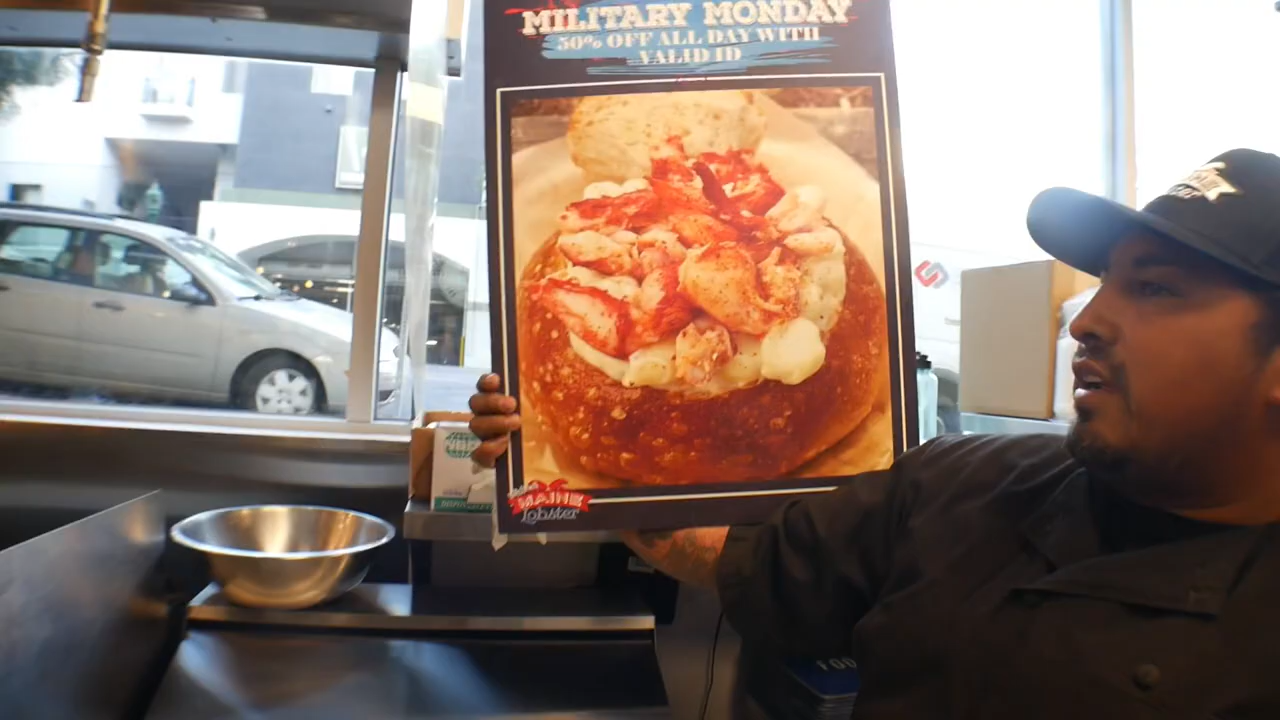 MILITARY MONDAY
50% OFF ALL DAY WITH
VALID ID
MAINE
Lobster